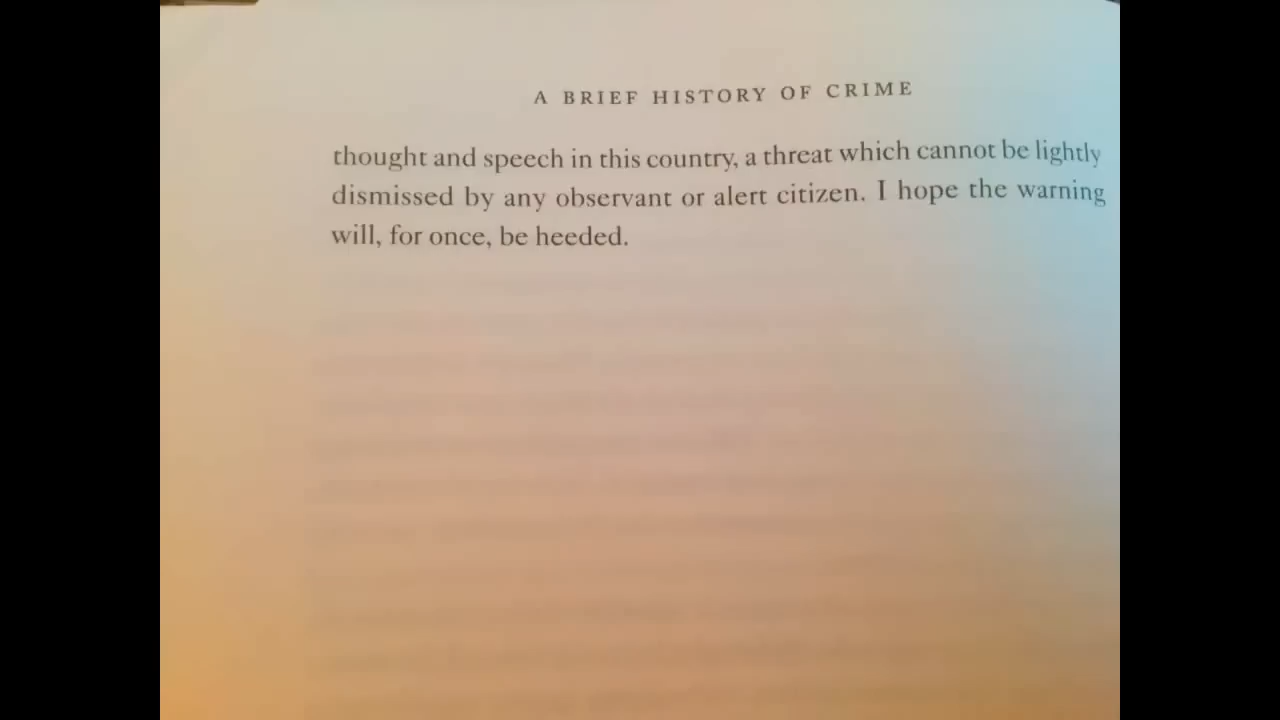 A BRIEF HISTORY OF CRIME
thought and speech in this country, a threat which cannot be lightly
dismissed by any observant or alert citizen. I hope the warning
will, for once, be heeded.